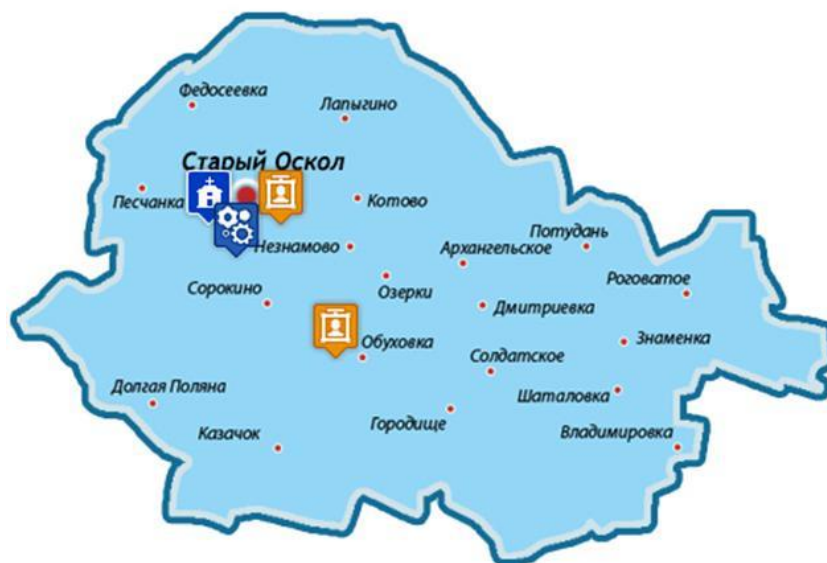 Федосеевка
Лапыгино
Старый Оскол
Песчанка
Котово
Незнамово
Архангельское
Потудань
Роговатое
Сорокино
Озерки
Дмитриевка
Обуховка
Знаменка
Солдатское
Долгая Поляна
Шаталовка
Городище
Казачок
Владимировка